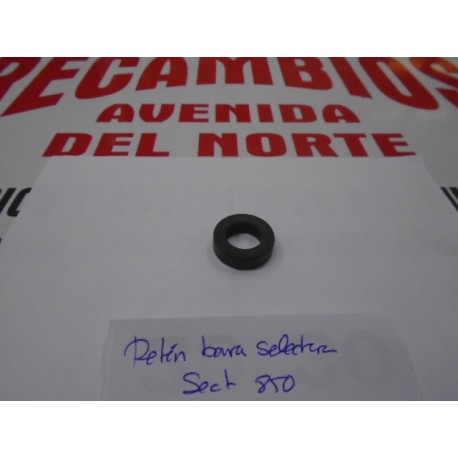 RECAMBIOS
AVENIDA
DEL NORTE
Retén barra selectora
Seat 850